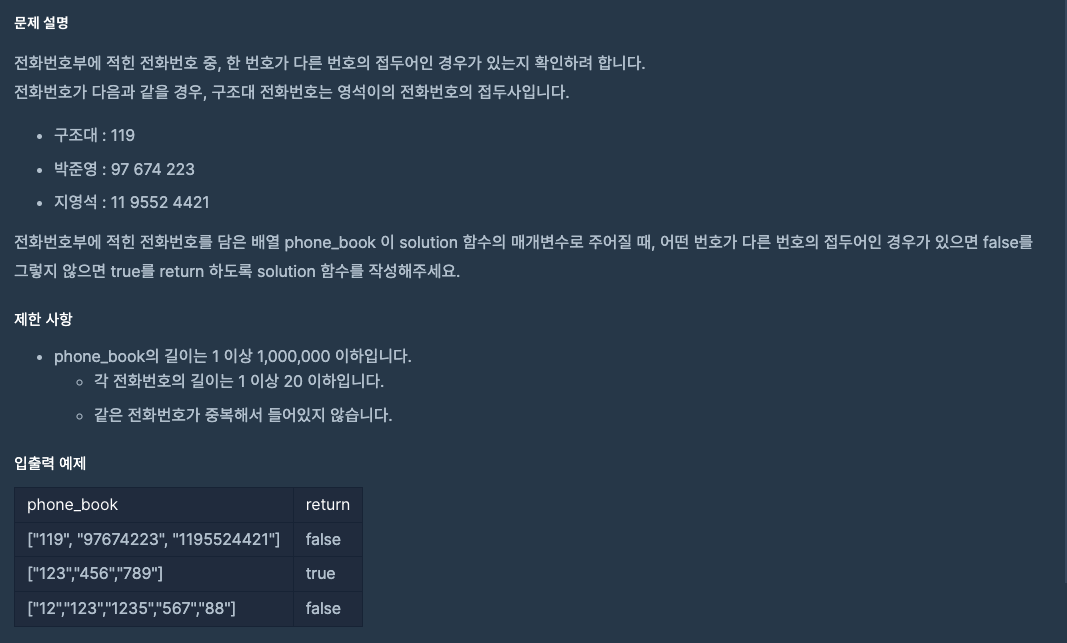 문제 설명
전화번호부에 적힌 전화번호 중, 한 번호가 다른 번호의 접두어인 경우가 있는지 확인하려 합니다.
전화번호가 다음과 같을 경우, 구조대 전화번호는 영석이의 전화번호의 접두사입니다.
• 구조대 : 119
• 박준영 : 97 674 223
• 지영석 : 11 9552 4421
전화번호부에 적힌 전화번호를 담은 배열 phone_book 이 solution 함수의 매개변수로 주어질 때, 어떤 번호가 다른 번호의 접두어인 경우가 있으면 false를
그렇지 않으면 true를 return 하도록 solution 함수를 작성해주세요.
제한 사항
• phone_book의 길이는 1 이상 1,000,000 이하입니다.
◦ 각 전화번호의 길이는 1 이상 20 이하입니다.
◦ 같은 전화번호가 중복해서 들어있지 않습니다.
입출력 예제
phone_book return
["119", "97674223", "1195524421"] false
["123","456","789"] true
["12","123","1235","567","88"] false